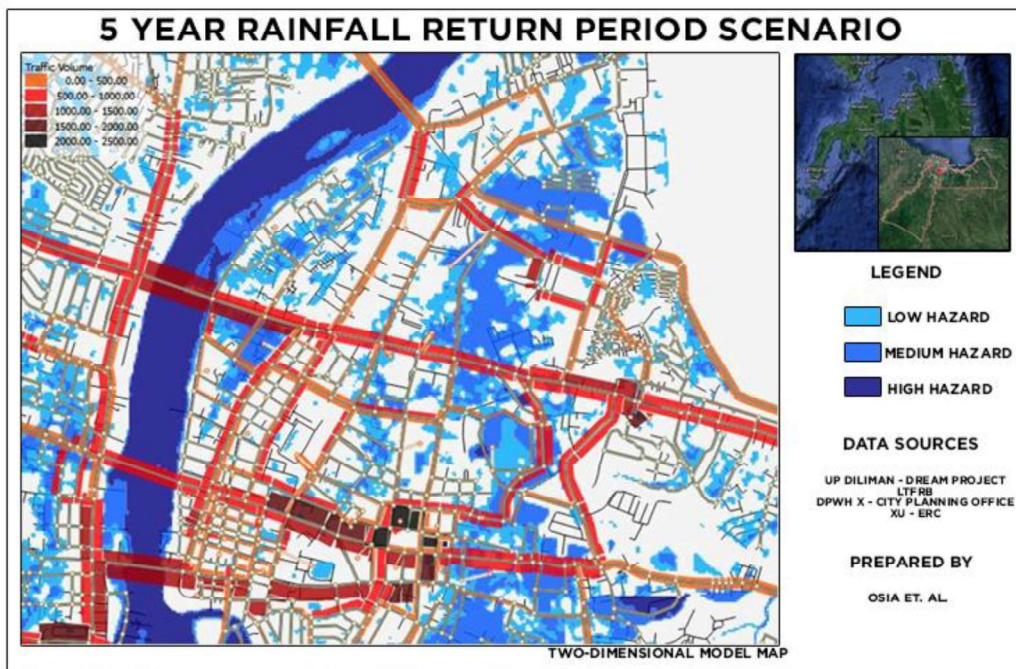 5 YEAR RAINFALL RETURN PERIOD SCENARIO
Traffic Volume
0.00 - 500.00
500.00 - 1000.00
1000.00 - 1500.00
1500.00 - 2000.00
2000.00 - 2500.00
LEGEND
LOW HAZARD
MEDIUM HAZARD
HIGH HAZARD
DATA SOURCES
UP DILIMAN - DREAM PROJECT
LTFRB
DPWH X - CITY PLANNING OFFICE
XU - ERC
PREPARED BY
OSIA ET. AL.
TWO-DIMENSIONAL MODEL MAP